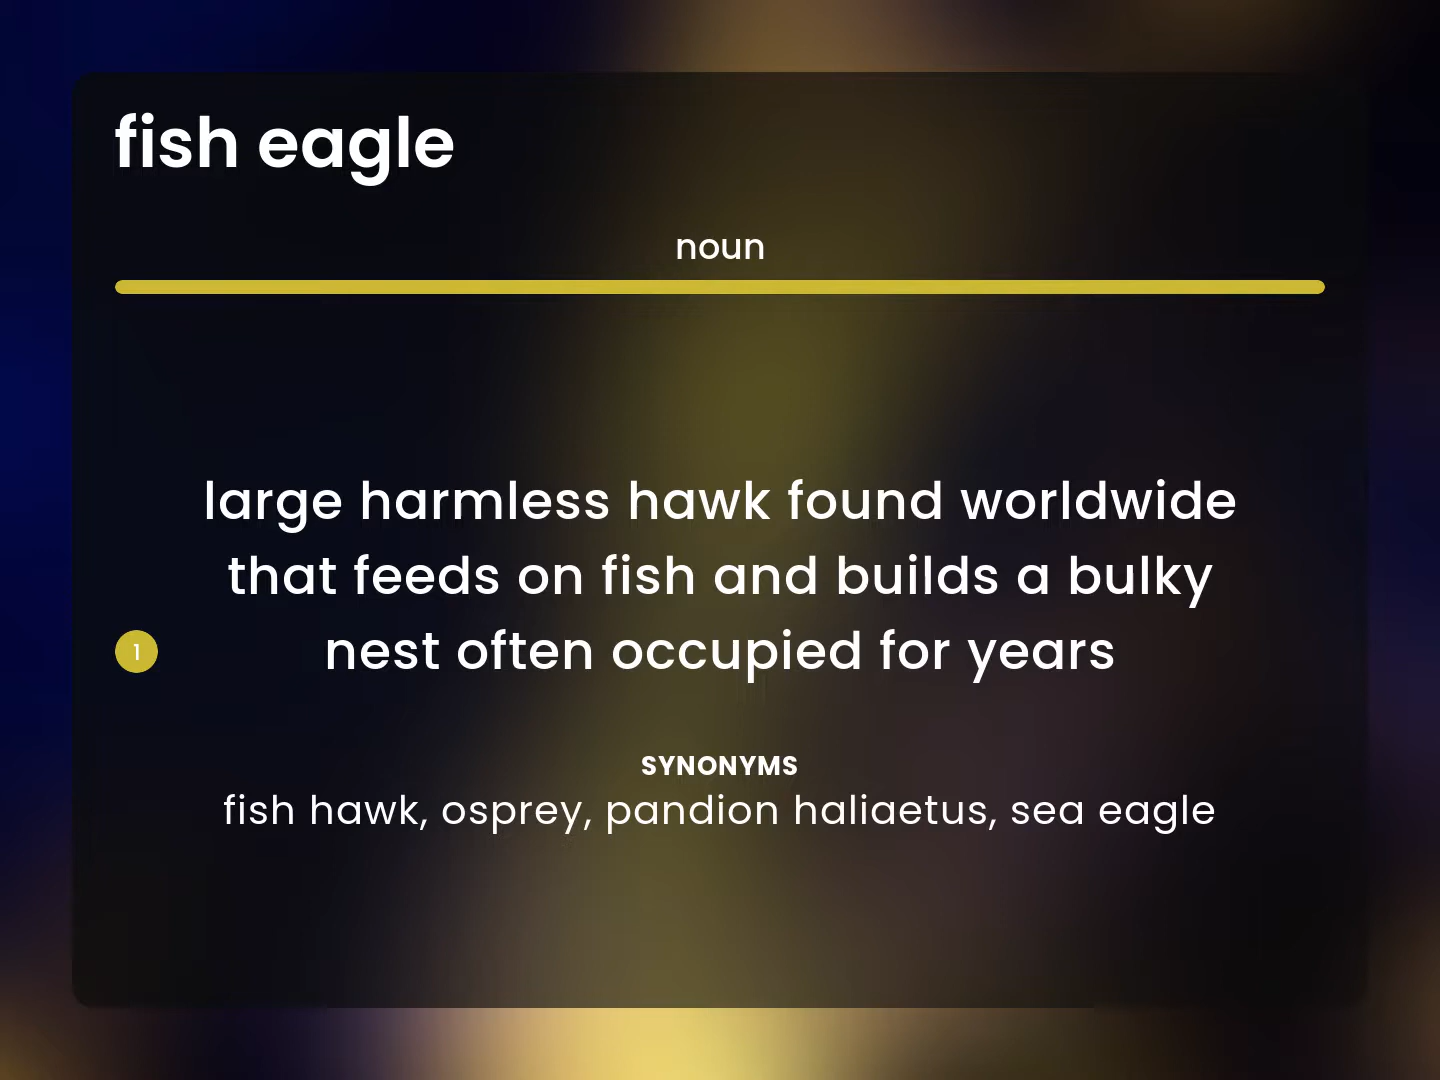 fish eagle
noun
large harmless hawk found worldwide
that feeds on fish and builds a bulky
1 nest often occupied for years
SYNONYMS
fish hawk, osprey, pandion haliaetus, sea eagle